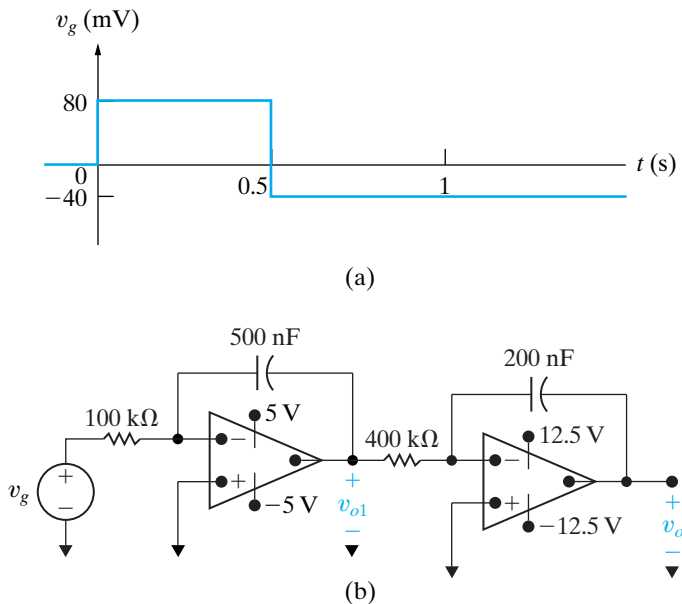 v_g (mV)
80
0
−40
0.5
1
t (s)
(a)
500 nF
200 nF
100 kΩ
5 V
400 kΩ
12.5 V
−
+
−5 V
−
+
−12.5 V
v_g
+
−
+
v_o1
−
+
v_o
−
(b)